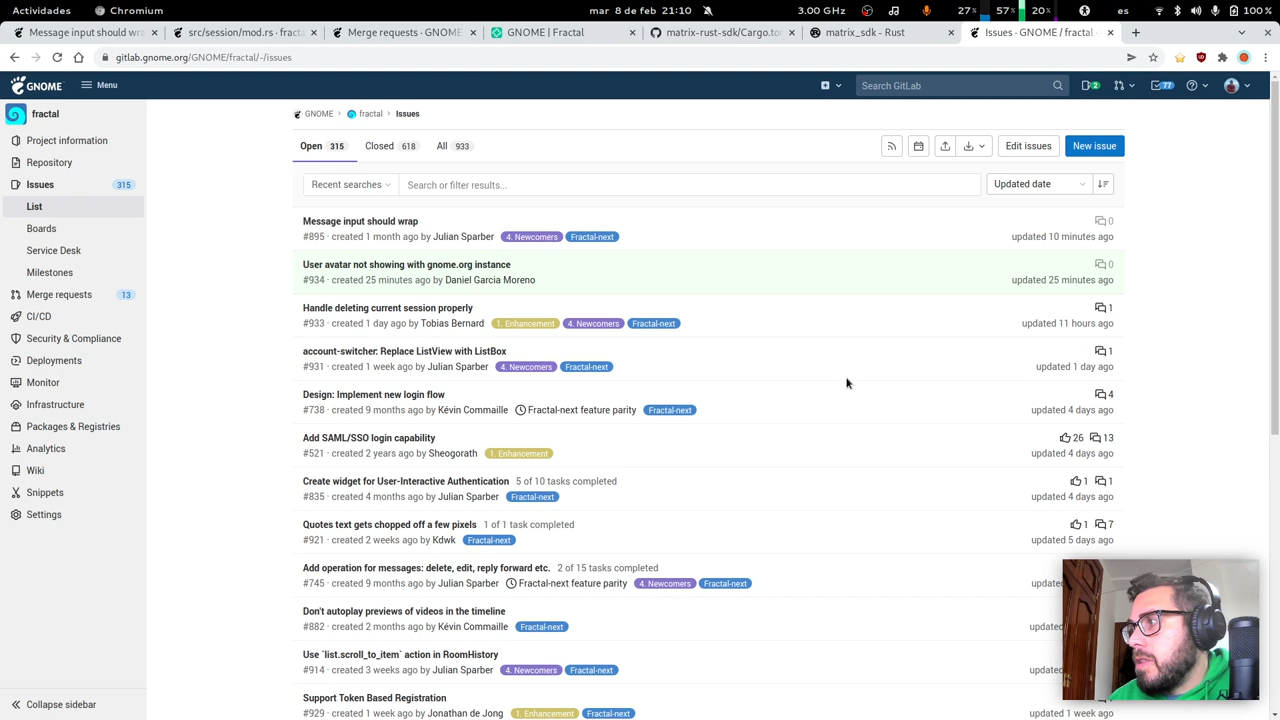 Actividades Chromium mar 8 de feb 21:10 3.00 GHz 21% 57% 20% es 100%
Message input should wra src/session/mod.rs · fracta Merge requests · GNOME GNOME | Fractal matrix-rust-sdk/Cargo.to matrix_sdk - Rust Issues · GNOME / fractal ·
gitlab.gnome.org/GNOME/fractal/-/issues
GNOME Menu Search GitLab 2 77
fractal
Project information
Repository
Issues 315
List
Boards
Service Desk
Milestones
Merge requests 13
CI/CD
Security & Compliance
Deployments
Monitor
Infrastructure
Packages & Registries
Analytics
Wiki
Snippets
Settings
Collapse sidebar
GNOME > fractal > Issues
Open 315 Closed 618 All 933 Edit issues New issue
Recent searches Search or filter results... Updated date
Message input should wrap 0
#895 · created 1 month ago by Julian Sparber 4. Newcomers Fractal-next updated 10 minutes ago
User avatar not showing with gnome.org instance 0
#934 · created 25 minutes ago by Daniel Garcia Moreno updated 25 minutes ago
Handle deleting current session properly 1
#933 · created 1 day ago by Tobias Bernard 1. Enhancement 4. Newcomers Fractal-next updated 11 hours ago
account-switcher: Replace ListView with ListBox 1
#931 · created 1 week ago by Julian Sparber 4. Newcomers Fractal-next updated 1 day ago
Design: Implement new login flow 4
#738 · created 9 months ago by Kévin Commaille Fractal-next feature parity Fractal-next updated 4 days ago
Add SAML/SSO login capability 26 13
#521 · created 2 years ago by Sheogorath 1. Enhancement updated 4 days ago
Create widget for User-Interactive Authentication 5 of 10 tasks completed 1 1
#835 · created 4 months ago by Julian Sparber Fractal-next updated 4 days ago
Quotes text gets chopped off a few pixels 1 of 1 task completed 1 7
#921 · created 2 weeks ago by Kdwk Fractal-next updated 5 days ago
Add operation for messages: delete, edit, reply forward etc. 2 of 15 tasks completed
#745 · created 9 months ago by Julian Sparber Fractal-next feature parity 4. Newcomers Fractal-next upda
Don't autoplay previews of videos in the timeline
#882 · created 2 months ago by Kévin Commaille Fractal-next upda
Use `list.scroll_to_item` action in RoomHistory
#914 · created 3 weeks ago by Julian Sparber 4. Newcomers Fractal-next upda
Support Token Based Registration
#929 · created 1 week ago by Jonathan de Jong 1. Enhancement Fractal-next updated 1 week ago